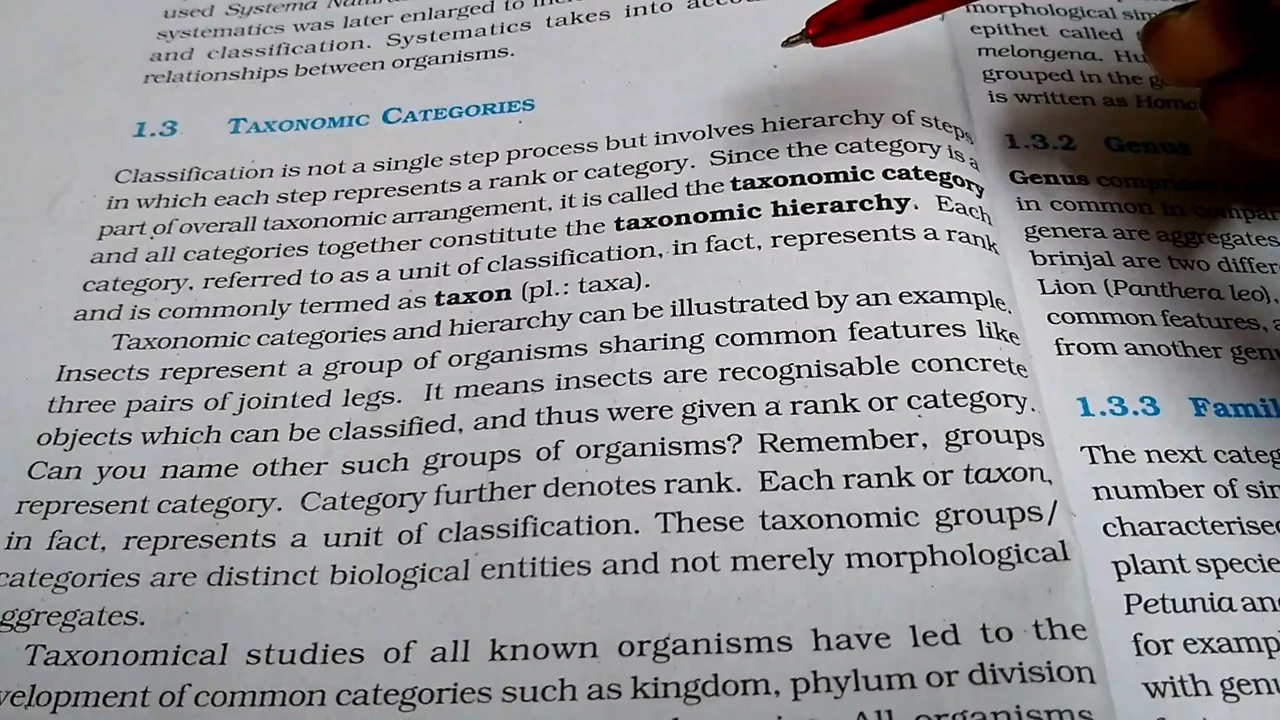 used Systema
systematics was later enlarged to
and classification. Systematics takes into
relationships between organisms.
1.3 TAXONOMIC CATEGORIES
Classification is not a single step process but involves hierarchy of steps
in which each step represents a rank or category. Since the category is a
part of overall taxonomic arrangement, it is called the taxonomic category
and all categories together constitute the taxonomic hierarchy. Each
category, referred to as a unit of classification, in fact, represents a rank
and is commonly termed as taxon (pl.: taxa).
Taxonomic categories and hierarchy can be illustrated by an example.
Insects represent a group of organisms sharing common features like
three pairs of jointed legs. It means insects are recognisable concrete
objects which can be classified, and thus were given a rank or category.
Can you name other such groups of organisms? Remember, groups
represent category. Category further denotes rank. Each rank or taxon,
in fact, represents a unit of classification. These taxonomic groups/
categories are distinct biological entities and not merely morphological
ggregates.
Taxonomical studies of all known organisms have led to the
velopment of common categories such as kingdom, phylum or division
All organisms
morphological
epithet called
melongena.
grouped in the
is written as
1.3.2 Genus
Genus
in common in
genera are aggregates
brinjal are two
Lion (Panthera leo),
common features,
from another
1.3.3
The next
number of
characterised
plant
Petunia
for
with